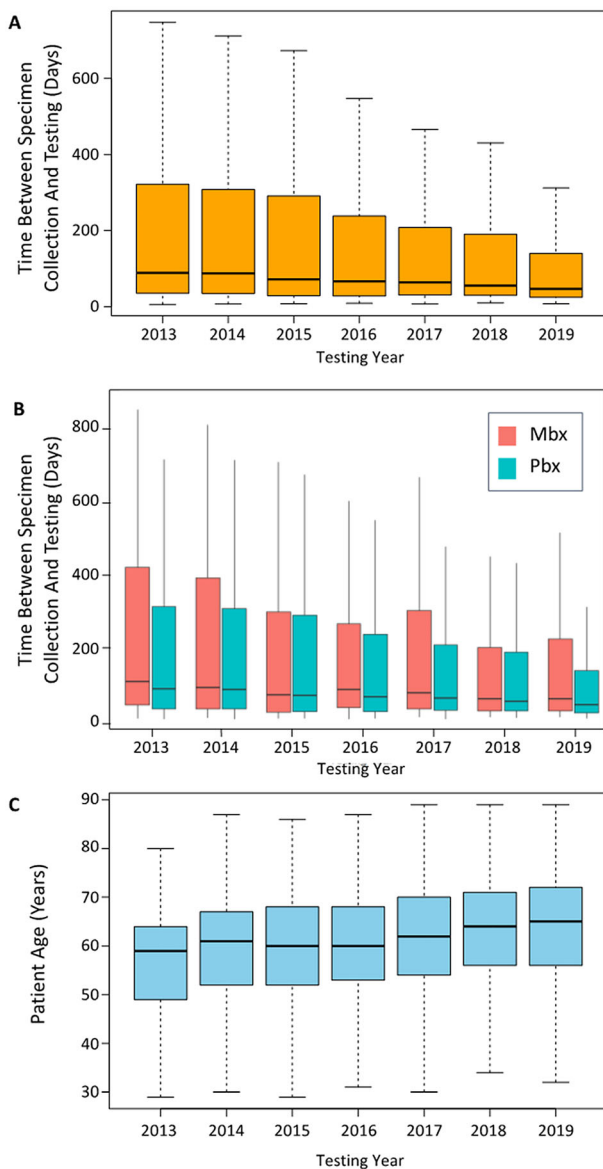 A
Time Between Specimen
Collection And Testing (Days)
600
400
200
0
2013 2014 2015 2016 2017 2018 2019
Testing Year
B
Time Between Specimen
Collection And Testing (Days)
800
600
400
200
0
Mbx
Pbx
2013 2014 2015 2016 2017 2018 2019
Testing Year
C
Patient Age (Years)
90
80
70
60
50
40
30
2013 2014 2015 2016 2017 2018 2019
Testing Year